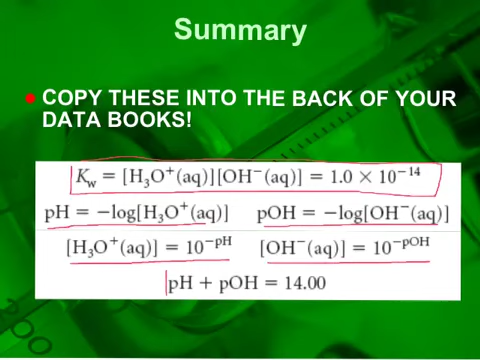 Summary
COPY THESE INTO THE BACK OF YOUR
DATA BOOKS!
K_w = [H₃O⁺(aq)][OH⁻(aq)] = 1.0 × 10⁻¹⁴
pH = −log[H₃O⁺(aq)] pOH = −log[OH⁻(aq)]
[H₃O⁺(aq)] = 10^−pH [OH⁻(aq)] = 10^−pOH
pH + pOH = 14.00